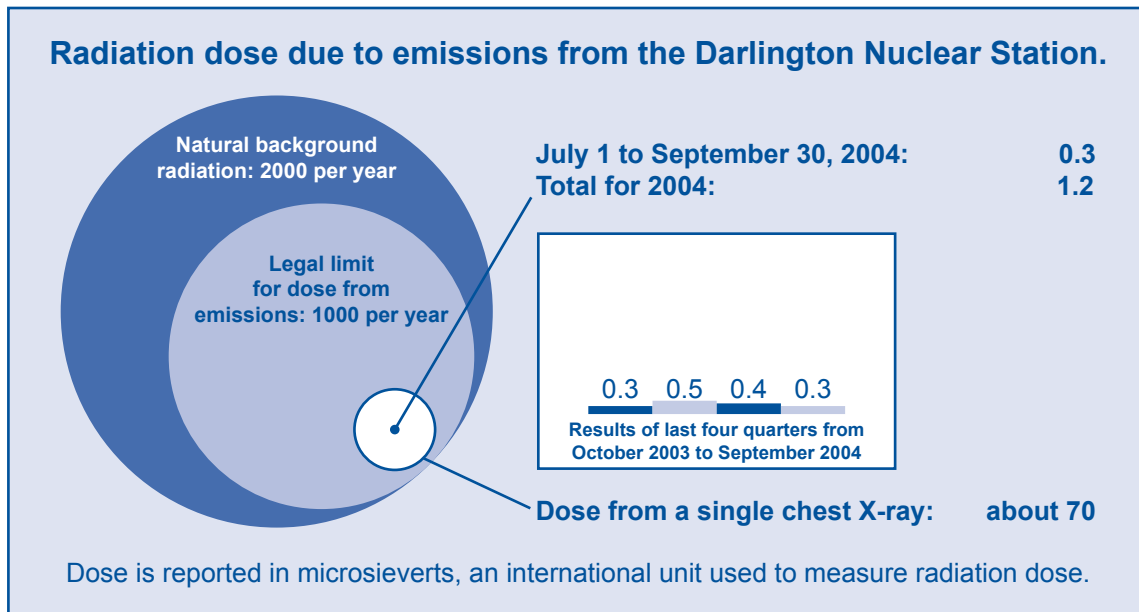 Radiation dose due to emissions from the Darlington Nuclear Station.
Natural background
radiation: 2000 per year
Legal limit
for dose from
emissions: 1000 per year
July 1 to September 30, 2004: 0.3
Total for 2004: 1.2
0.3 0.5 0.4 0.3
Results of last four quarters from
October 2003 to September 2004
Dose from a single chest X-ray: about 70
Dose is reported in microsieverts, an international unit used to measure radiation dose.